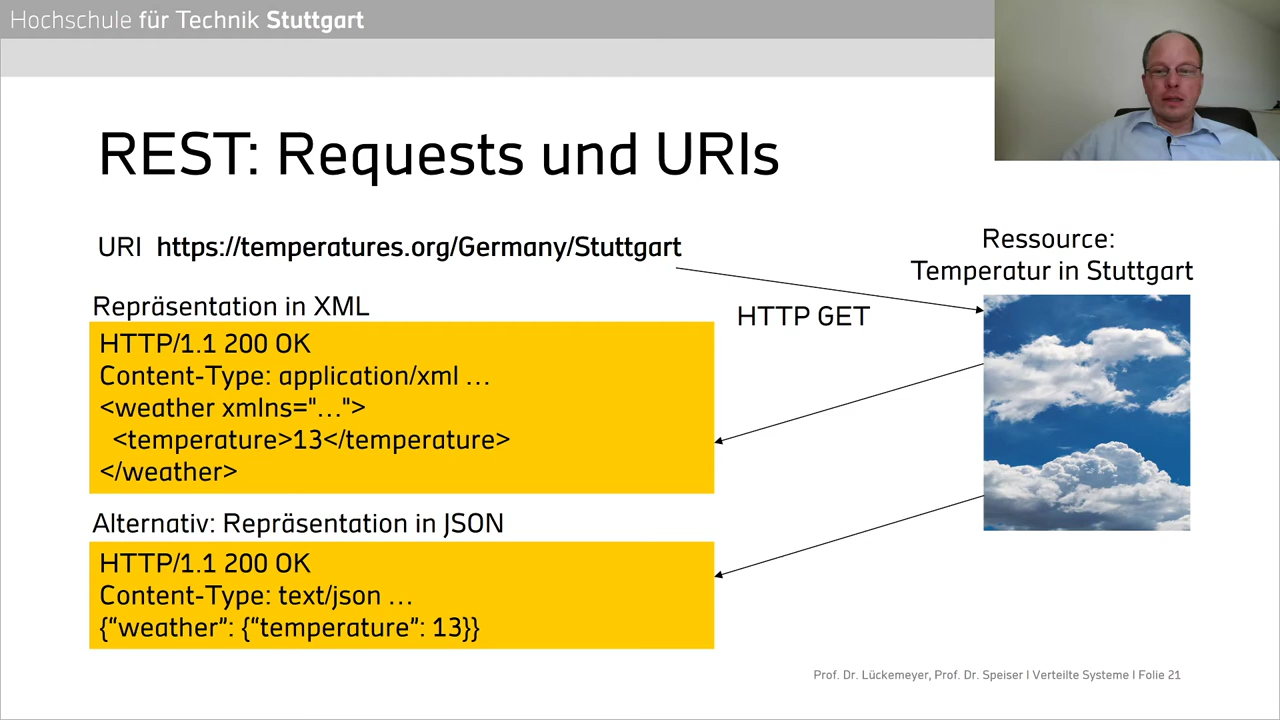 Hochschule für Technik Stuttgart
REST: Requests und URIs
URI https://temperatures.org/Germany/Stuttgart
Ressource:
Temperatur in Stuttgart
HTTP GET
Repräsentation in XML
HTTP/1.1 200 OK
Content-Type: application/xml …
<weather xmlns="…">
<temperature>13</temperature>
</weather>
Alternativ: Repräsentation in JSON
HTTP/1.1 200 OK
Content-Type: text/json …
{“weather”: {“temperature”: 13}}
Prof. Dr. Lückemeyer, Prof. Dr. Speiser I Verteilte Systeme I Folie 21